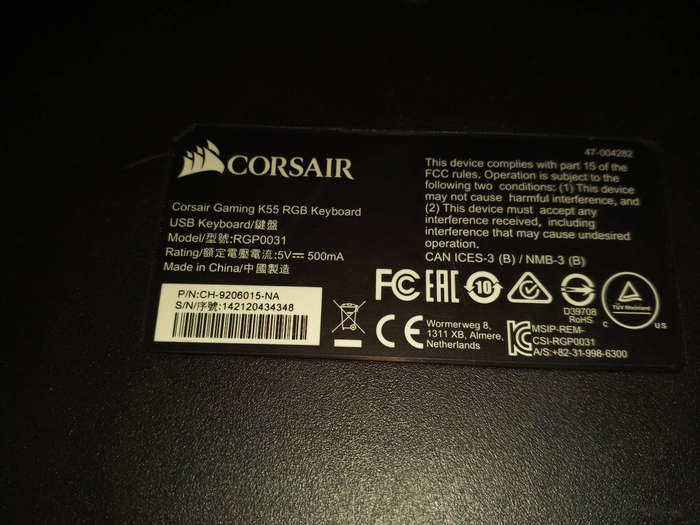 47-004282
CORSAIR
Corsair Gaming K55 RGB Keyboard
USB Keyboard/鍵盤
Model/型號:RGP0031
Rating/額定電壓電流:5V⎓ 500mA
Made in China/中國製造
P/N:CH-9206015-NA
S/N/序號:142120434348
This device complies with part 15 of the
FCC rules. Operation is subject to the
following two conditions: (1) This device
may not cause harmful interference, and
(2) This device must accept any
interference received, including
interference that may cause undesired
operation.
CAN ICES-3 (B) / NMB-3 (B)
FC EAC 10
D39708
RoHS
TÜV Rheinland
C US
CE
Wormerweg 8,
1311 XB, Almere,
Netherlands
MSIP-REM-
CSI-RGP0031
A/S:+82-31-998-6300